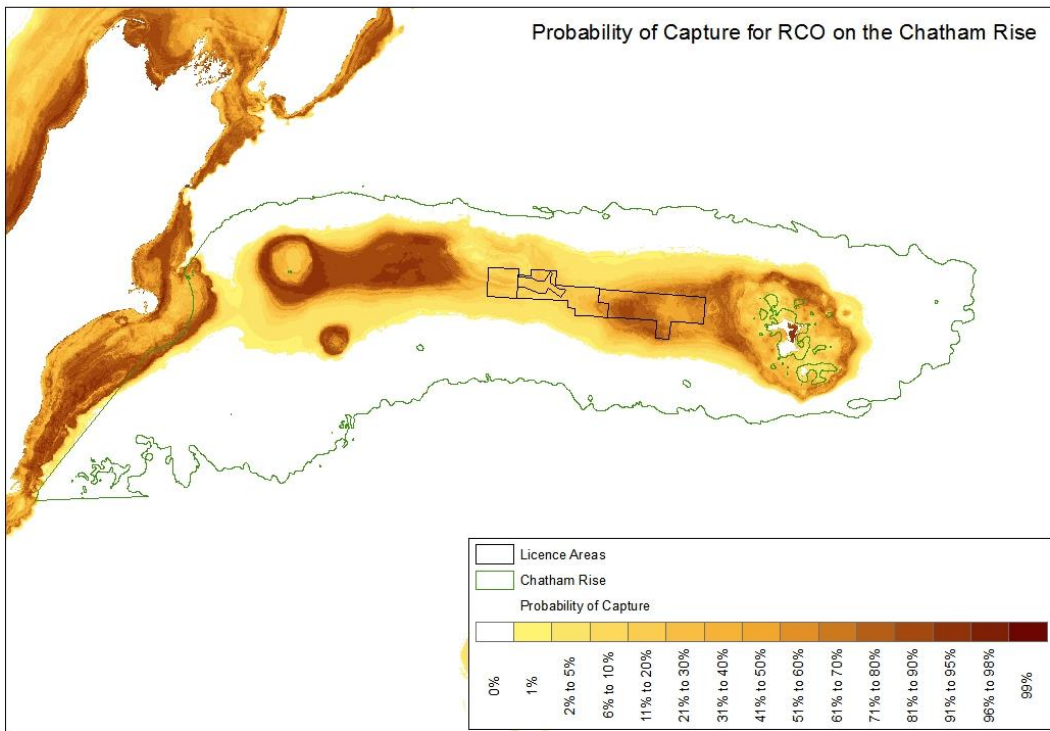 Probability of Capture for RCO on the Chatham Rise
Licence Areas
Chatham Rise
Probability of Capture
0%
1%
2% to 5%
6% to 10%
11% to 20%
21% to 30%
31% to 40%
41% to 50%
51% to 60%
61% to 70%
71% to 80%
81% to 90%
91% to 95%
96% to 98%
99%